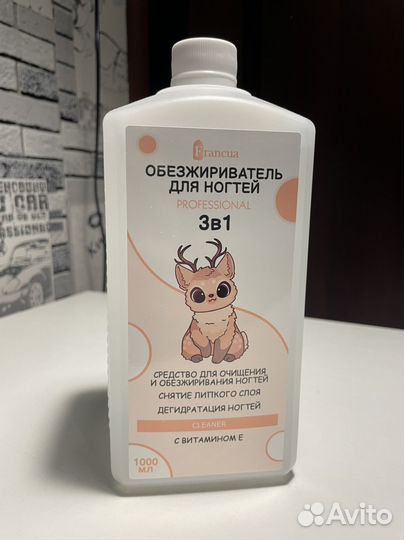 Francua
ОБЕЗЖИРИВАТЕЛЬ
ДЛЯ НОГТЕЙ
PROFESSIONAL
3в1
СРЕДСТВО ДЛЯ ОЧИЩЕНИЯ
И ОБЕЗЖИРИВАНИЯ НОГТЕЙ
СНЯТИЕ ЛИПКОГО СЛОЯ
ДЕГИДРАТАЦИЯ НОГТЕЙ
CLEANER
С ВИТАМИНОМ Е
1000
МЛ
CAR
Avito